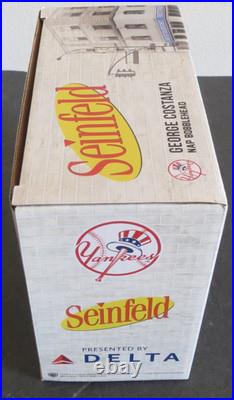 Seinfeld
GEORGE COSTANZA
NAP BOBBLEHEAD
Yankees
Seinfeld
PRESENTED BY
DELTA